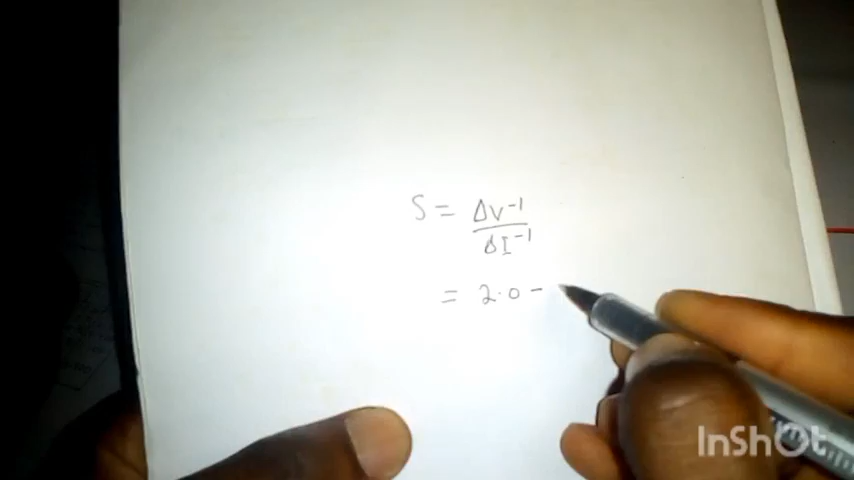 S = ΔV⁻¹
ΔI⁻¹
= 2.0 -
InShOt